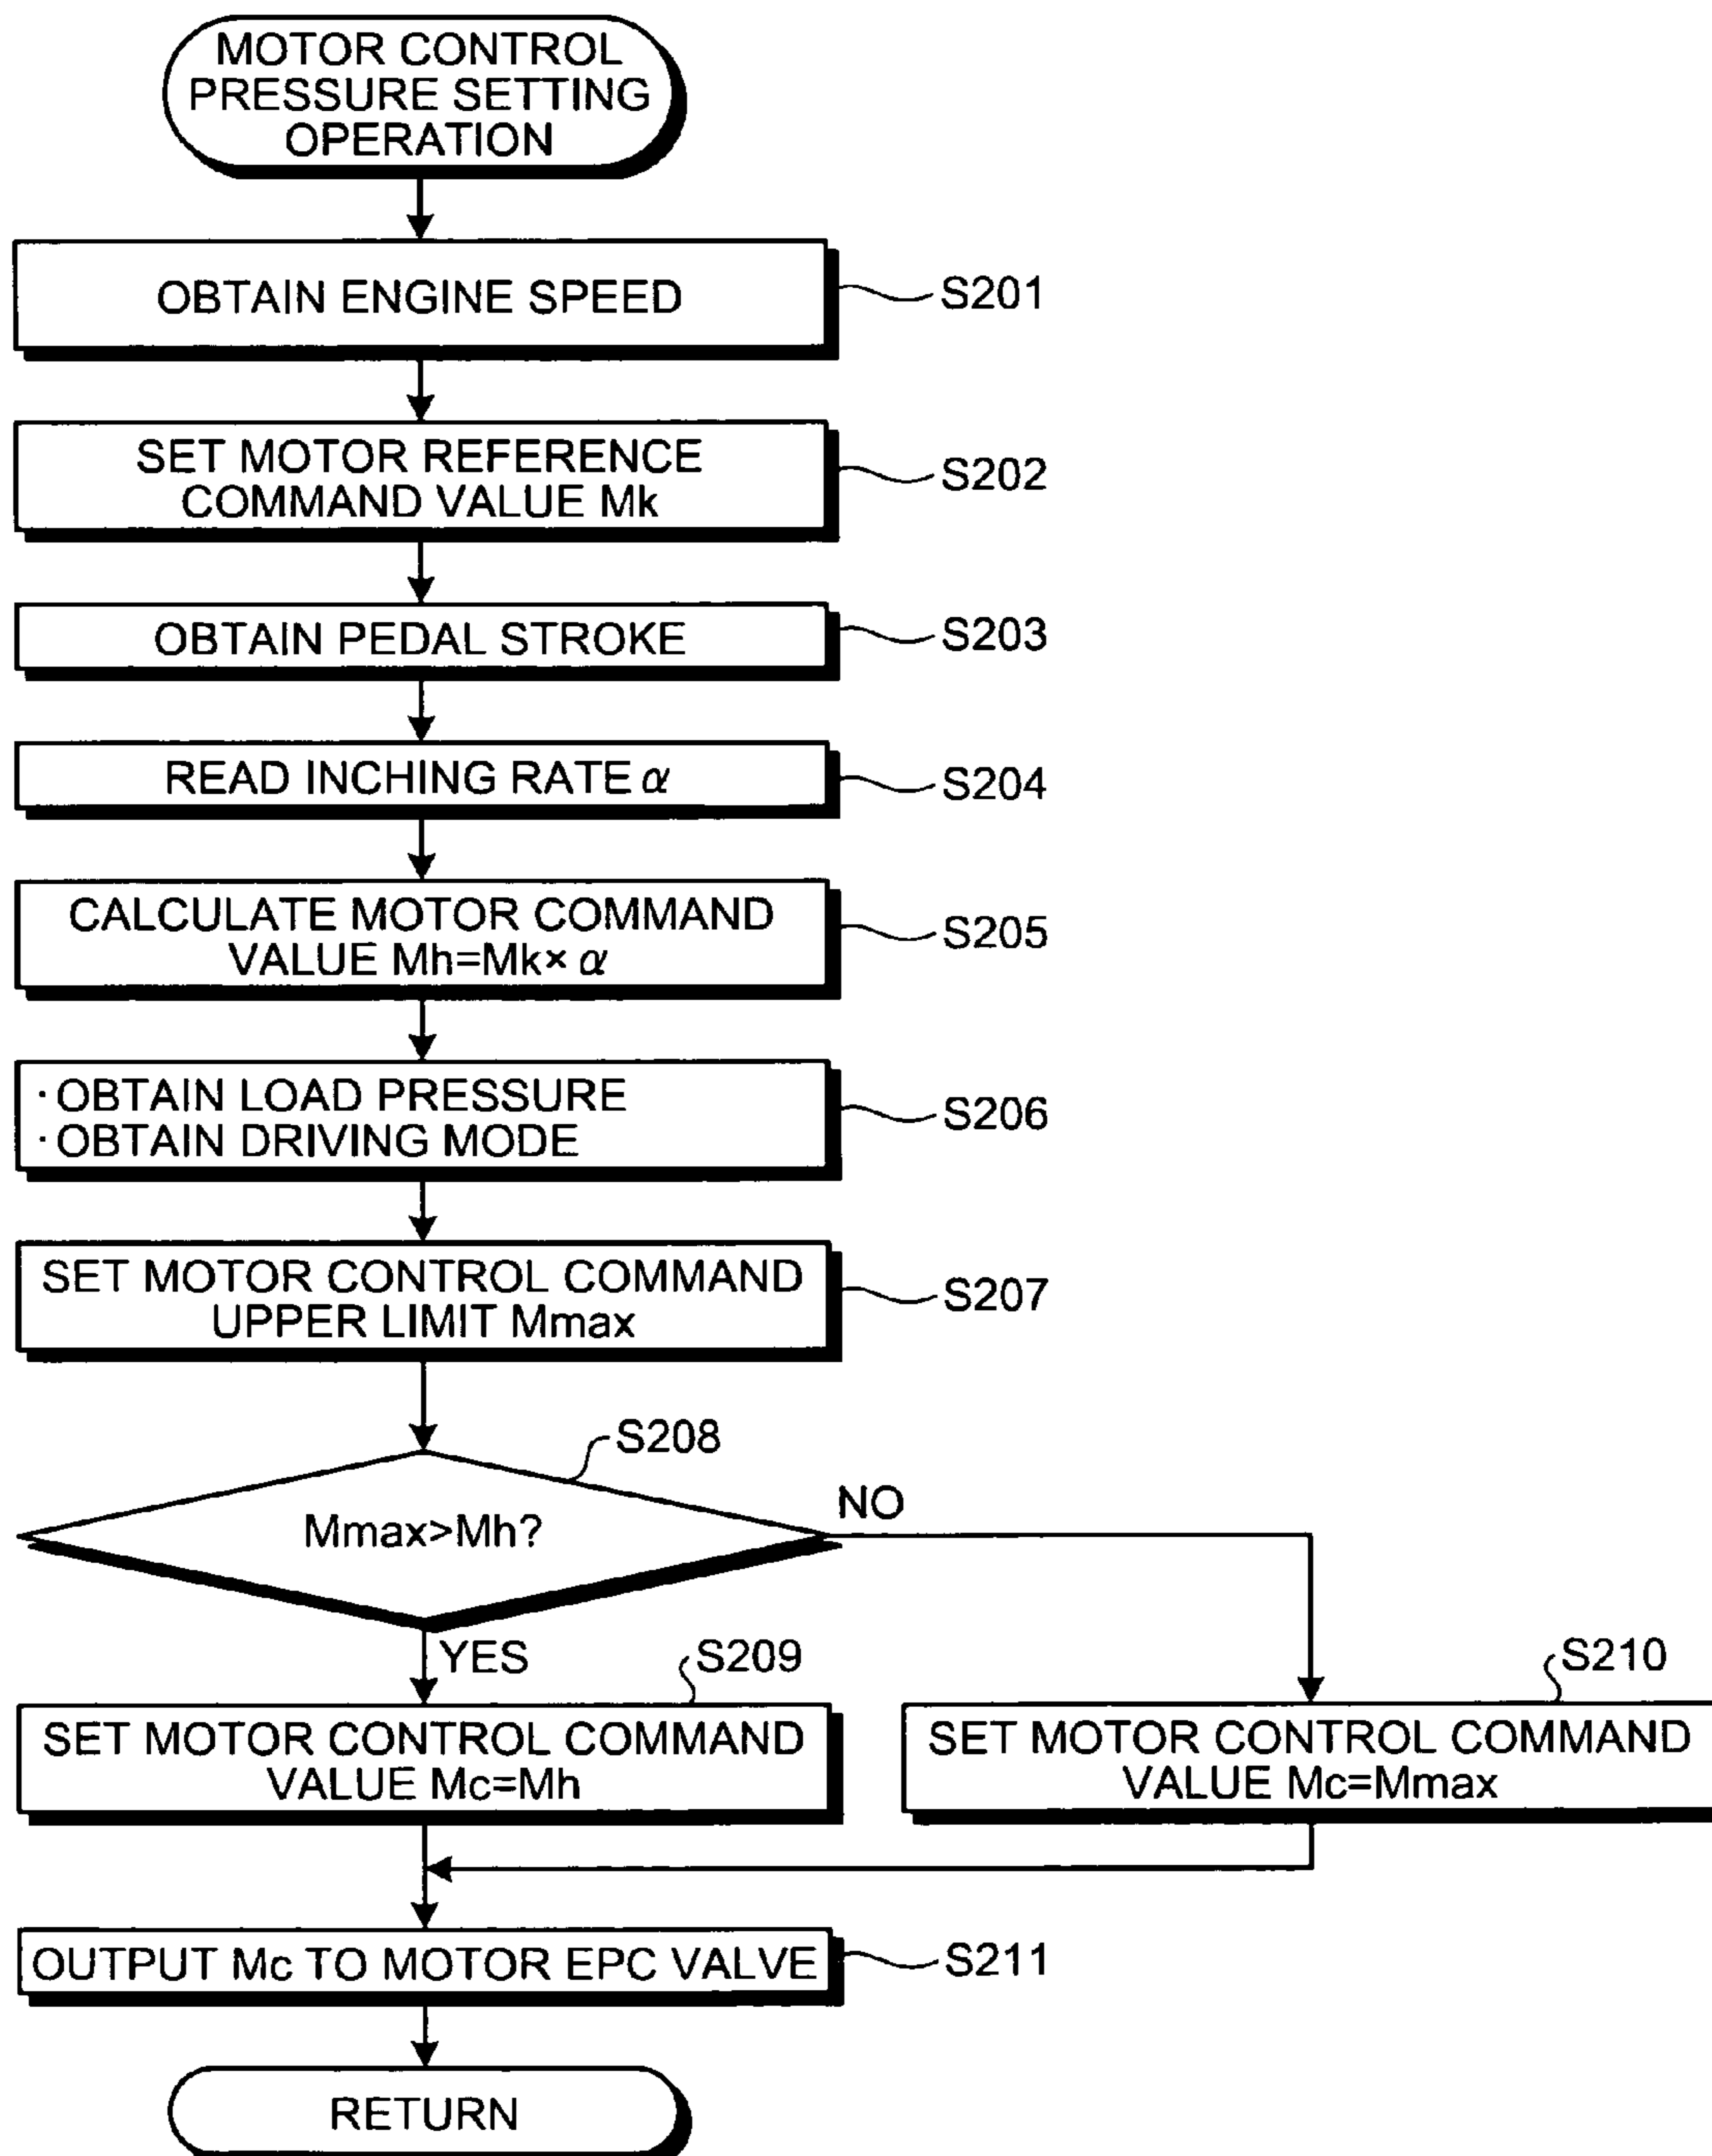 MOTOR CONTROL
PRESSURE SETTING
OPERATION
OBTAIN ENGINE SPEED
S201
SET MOTOR REFERENCE
COMMAND VALUE Mk
S202
OBTAIN PEDAL STROKE
S203
READ INCHING RATE α
S204
CALCULATE MOTOR COMMAND
VALUE Mh=Mk× α
S205
·OBTAIN LOAD PRESSURE
·OBTAIN DRIVING MODE
S206
SET MOTOR CONTROL COMMAND
UPPER LIMIT Mmax
S207
S208
Mmax>Mh?
NO
YES
S209
SET MOTOR CONTROL COMMAND
VALUE Mc=Mh
S210
SET MOTOR CONTROL COMMAND
VALUE Mc=Mmax
OUTPUT Mc TO MOTOR EPC VALVE
S211
RETURN